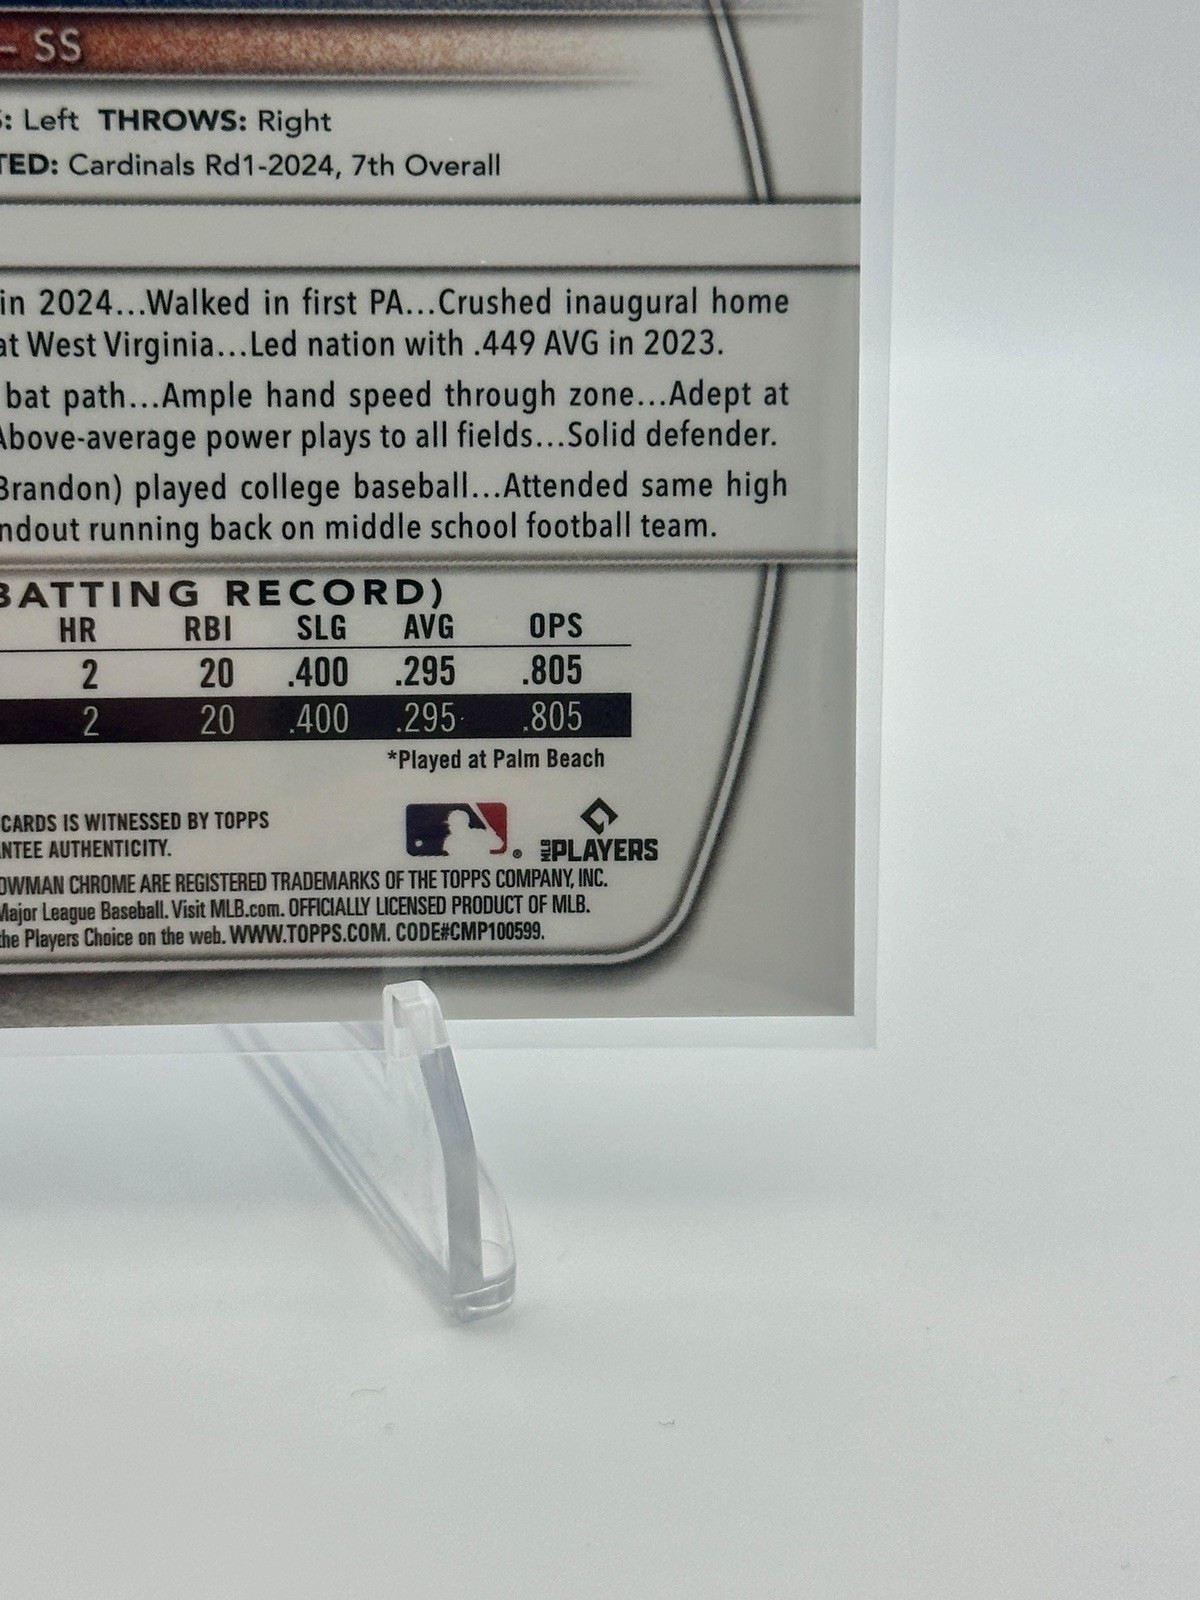 – SS
: Left THROWS: Right
TED: Cardinals Rd1-2024, 7th Overall
in 2024...Walked in first PA...Crushed inaugural home
at West Virginia...Led nation with .449 AVG in 2023.
bat path...Ample hand speed through zone...Adept at
Above-average power plays to all fields...Solid defender.
Brandon) played college baseball...Attended same high
ndout running back on middle school football team.
BATTING RECORD)
HR RBI SLG AVG OPS
2 20 .400 .295 .805
2 20 .400 .295 .805
*Played at Palm Beach
CARDS IS WITNESSED BY TOPPS
NTEE AUTHENTICITY.
® MLB PLAYERS
OWMAN CHROME ARE REGISTERED TRADEMARKS OF THE TOPPS COMPANY, INC.
Major League Baseball. Visit MLB.com. OFFICIALLY LICENSED PRODUCT OF MLB.
the Players Choice on the web. WWW.TOPPS.COM. CODE#CMP100599.